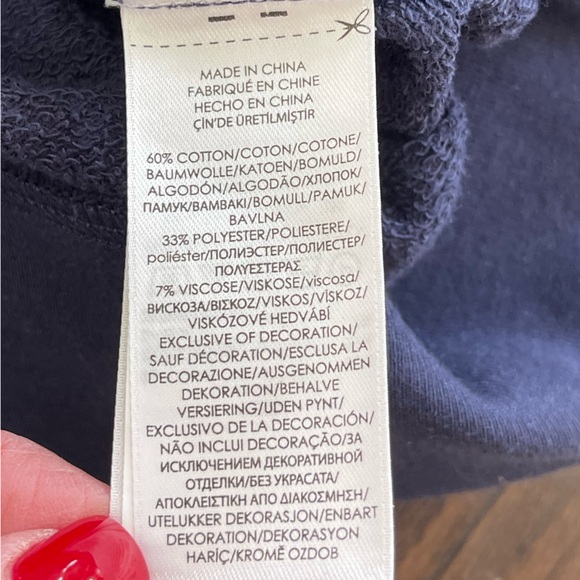 MADE IN CHINA
FABRIQUÉ EN CHINE
HECHO EN CHINA
ÇİN'DE ÜRETİLMİŞTİR
60% COTTON/COTON/COTONE/
BAUMWOLLE/KATOEN/BOMULD/
ALGODÓN/ALGODÃO/ХЛОПОК/
ПАМУК/ΒΑΜΒΑΚΙ/BOMULL/PAMUK/
BAVLNA
33% POLYESTER/POLIESTERE/
poliéster/ПОЛИЭСТЕР/ПОЛИЕСТЕР/
ΠΟΛΥΕΣΤΕΡΑΣ
7% VISCOSE/VISKOSE/viscosa/
ВИСКОЗА/ΒΙΣΚΟΖ/VISKOS/VİSKOZ/
VISKÓZOVÉ HEDVÁBÍ
EXCLUSIVE OF DECORATION/
SAUF DÉCORATION/ESCLUSA LA
DECORAZIONE/AUSGENOMMEN
DEKORATION/BEHALVE
VERSIERING/UDEN PYNT/
EXCLUSIVO DE LA DECORACIÓN/
NÃO INCLUI DECORAÇÃO/ЗА
ИСКЛЮЧЕНИЕМ ДЕКОРАТИВНОЙ
ОТДЕЛКИ/БЕЗ УКРАСАТА/
ΑΠΟΚΛΕΙΣΤΙΚΗ ΑΠΟ ΔΙΑΚΟΣΜΗΣΗ/
UTELUKKER DEKORASJON/ENBART
DEKORATION/DEKORASYON
HARİÇ/KROMĚ OZDOB